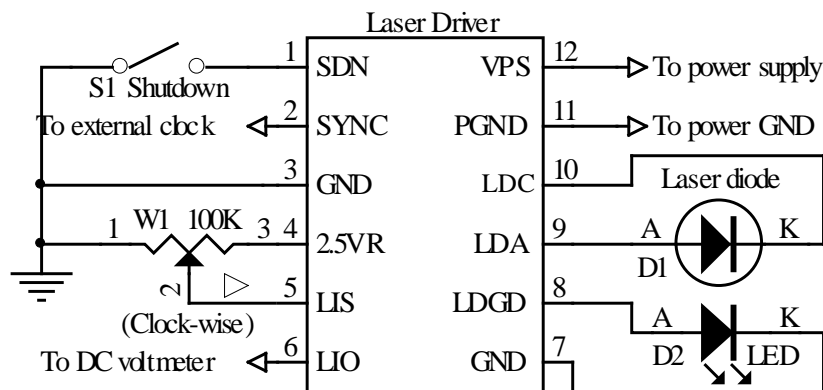 Laser Driver
1 SDN VPS 12 To power supply
S1 Shutdown
To external clock 2 SYNC PGND 11 To power GND
3 GND LDC 10
Laser diode
1 W1 100K 3 4 2.5VR LDA 9 A K
D1
2 5 LIS LDGD 8
(Clock-wise) A K
To DC voltmeter 6 LIO GND 7 D2 LED